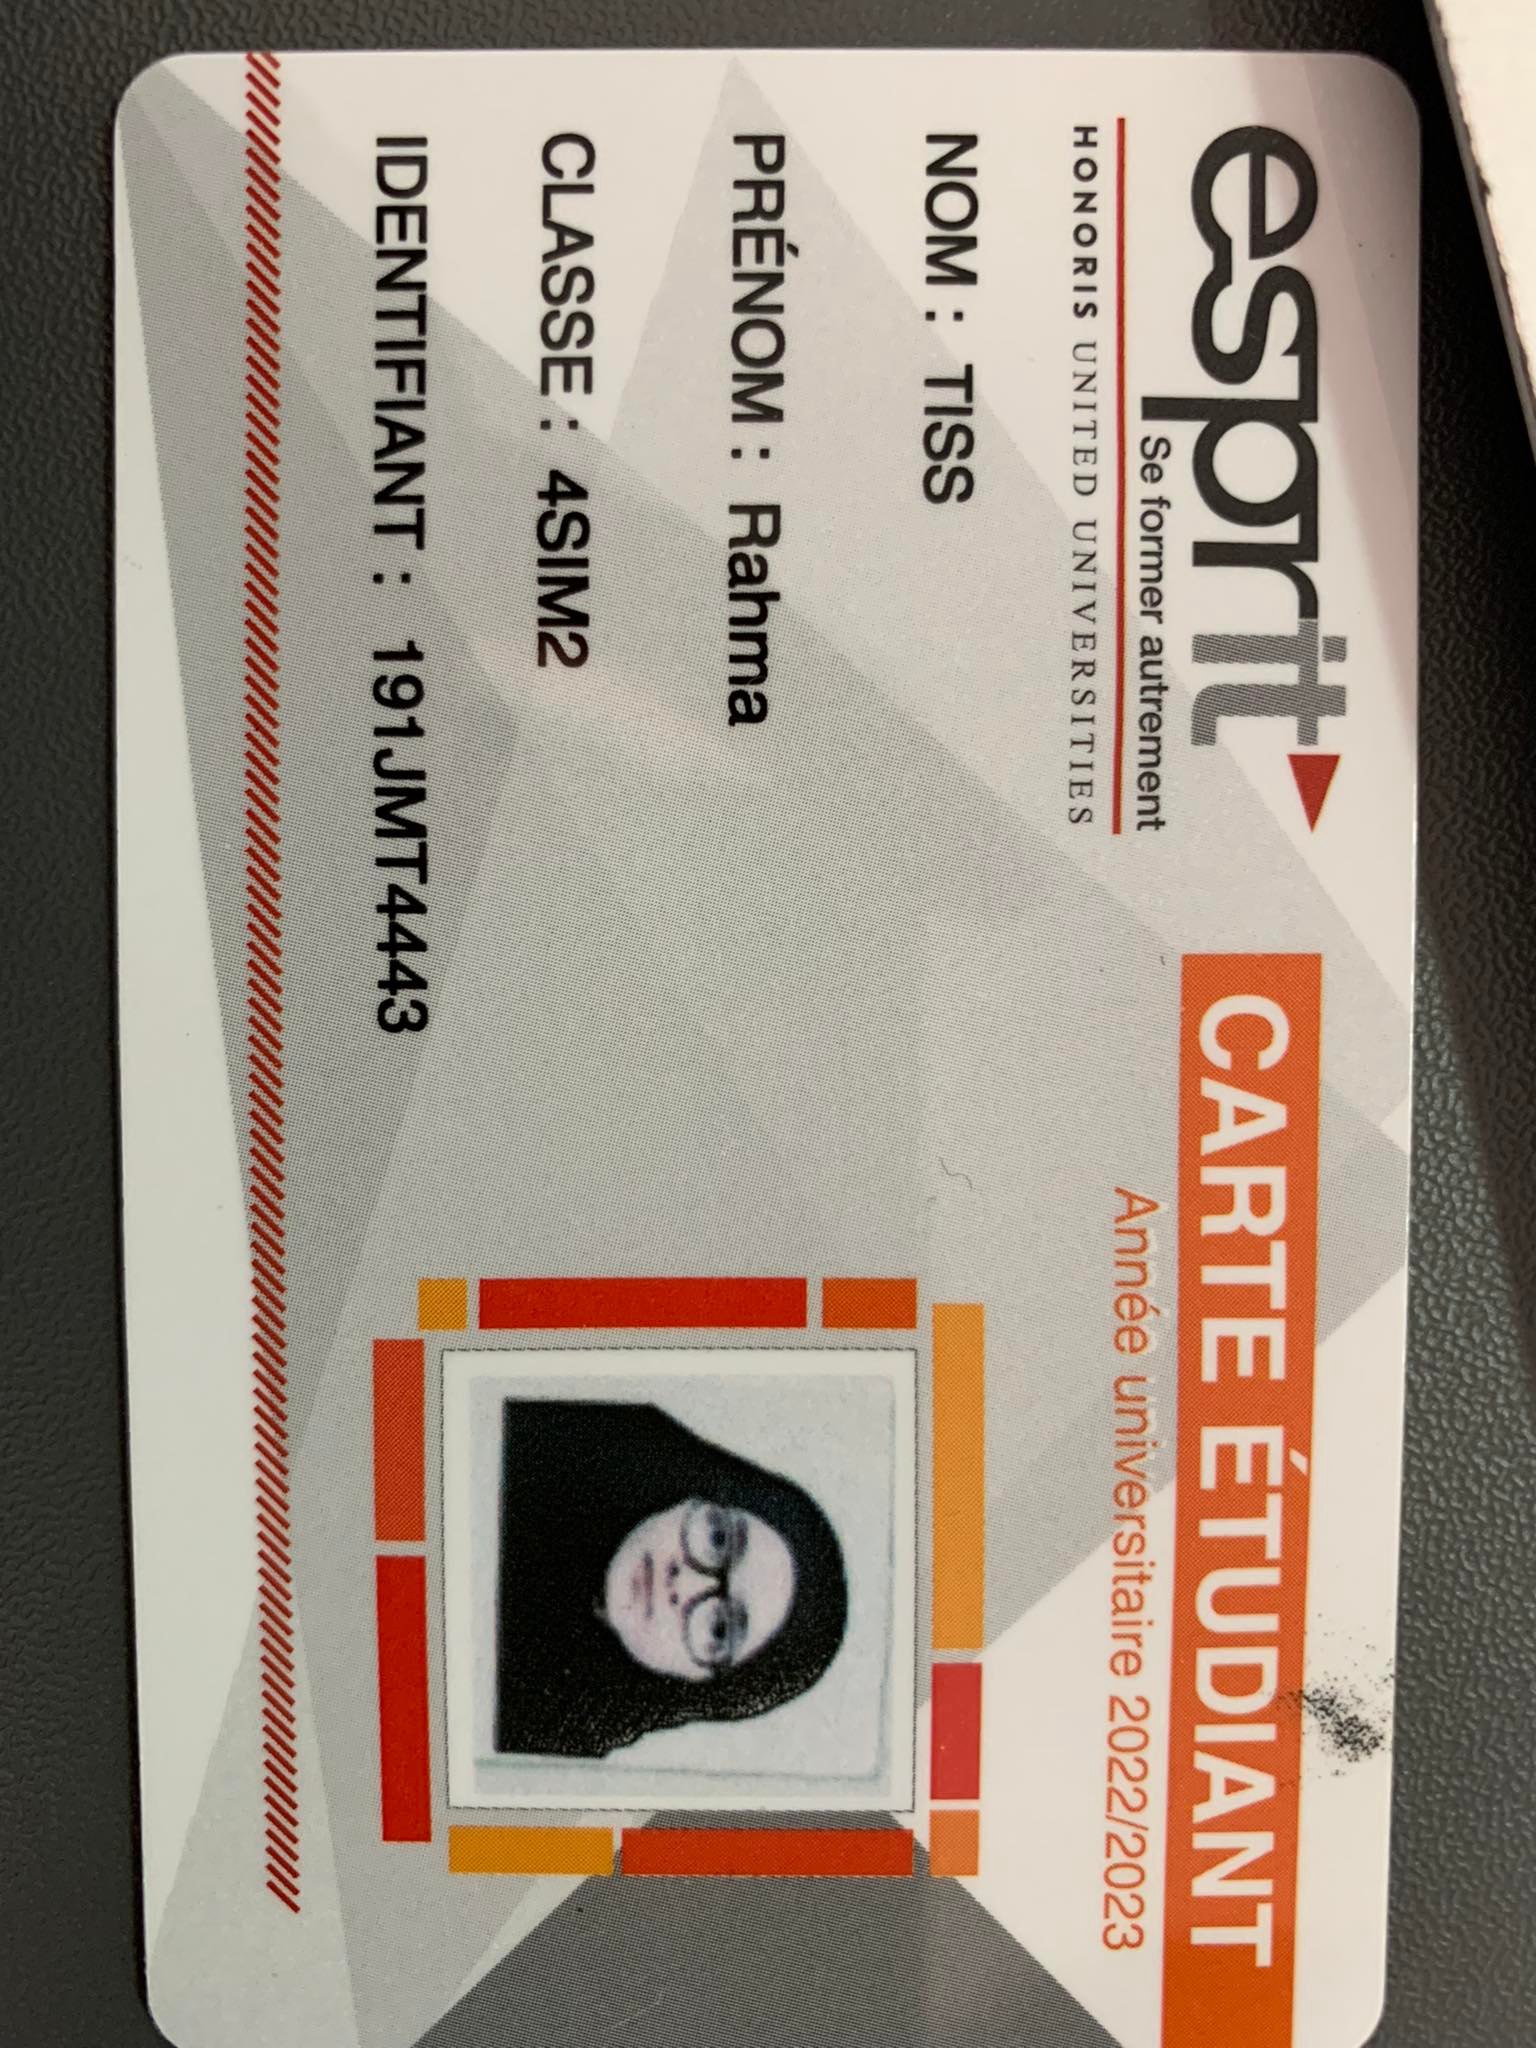 esprit
Se former autrement
HONORIS UNITED UNIVERSITIES
CARTE ÉTUDIANT
Année universitaire 2022/2023
NOM : TISS
PRÉNOM : Rahma
CLASSE : 4SIM2
IDENTIFIANT : 191JMT4443